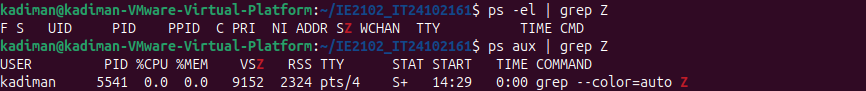 kadiman@kadiman-VMware-Virtual-Platform:~/IE2102_IT24102161$ ps -el | grep Z
F S   UID     PID    PPID  C PRI  NI ADDR SZ WCHAN  TTY          TIME CMD
kadiman@kadiman-VMware-Virtual-Platform:~/IE2102_IT24102161$ ps aux | grep Z
USER         PID %CPU %MEM    VSZ   RSS TTY      STAT START   TIME COMMAND
kadiman     5541  0.0  0.0   9152  2324 pts/4    S+   14:29   0:00 grep --color=auto Z